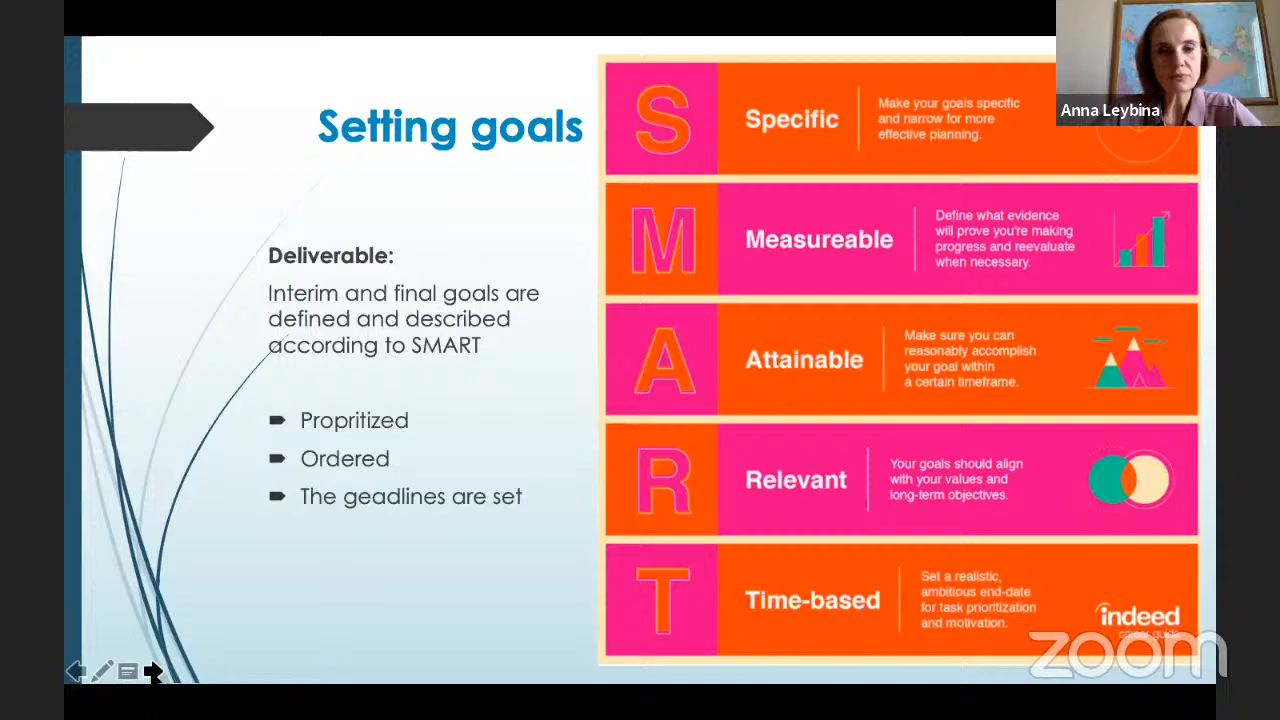 Setting goals
Deliverable:
Interim and final goals are
defined and described
according to SMART
Propritized
Ordered
The geadlines are set
S
Specific
Make your goals specific
and narrow for more
effective planning.
M
Measureable
Define what evidence
will prove you're making
progress and reevaluate
when necessary.
A
Attainable
Make sure you can
reasonably accomplish
your goal within
a certain timeframe.
R
Relevant
Your goals should align
with your values and
long-term objectives.
T
Time-based
Set a realistic,
ambitious end-date
for task prioritization
and motivation.
indeed
career guide
Anna Leybina
zoom